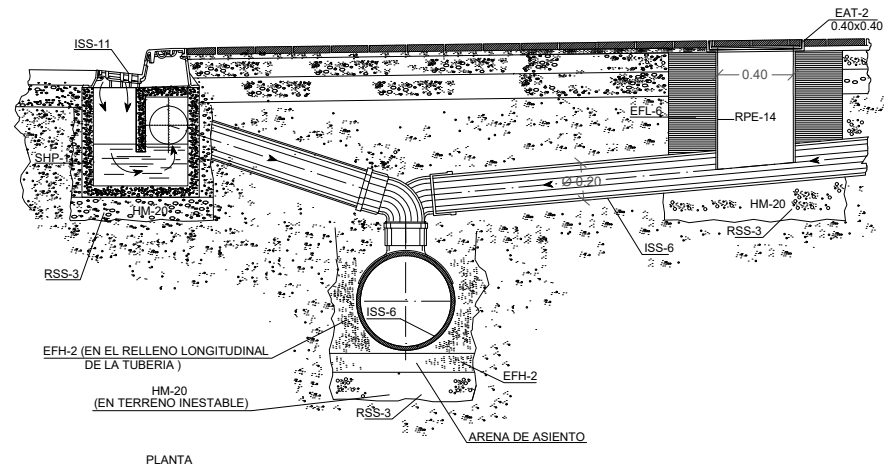 EAT-2
0.40x0.40
ISS-11
0.40
EFL-6
RPE-14
SHP-1
Ø 0.20
HM-20
HM-20
RSS-3
ISS-6
RSS-3
ISS-6
EFH-2 (EN EL RELLENO LONGITUDINAL
DE LA TUBERIA )
EFH-2
HM-20
(EN TERRENO INESTABLE)
RSS-3
ARENA DE ASIENTO
PLANTA